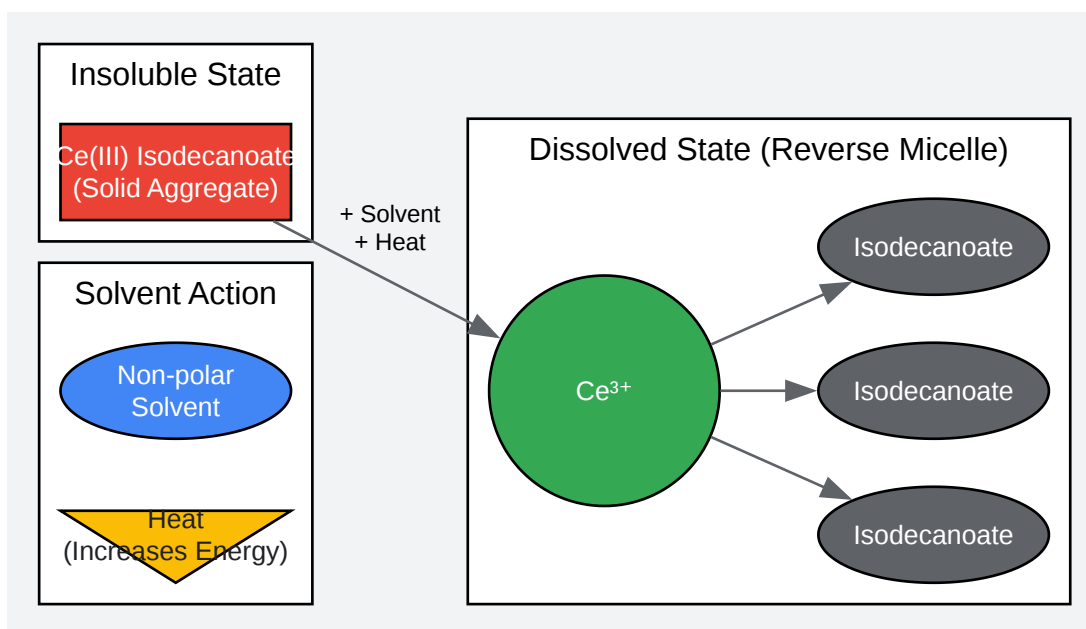 Insoluble State
Ce(III) Isodecanoate
(Solid Aggregate)
+ Solvent
+ Heat
Solvent Action
Non-polar
Solvent
Heat
(Increases Energy)
Dissolved State (Reverse Micelle)
Ce³⁺
Isodecanoate
Isodecanoate
Isodecanoate